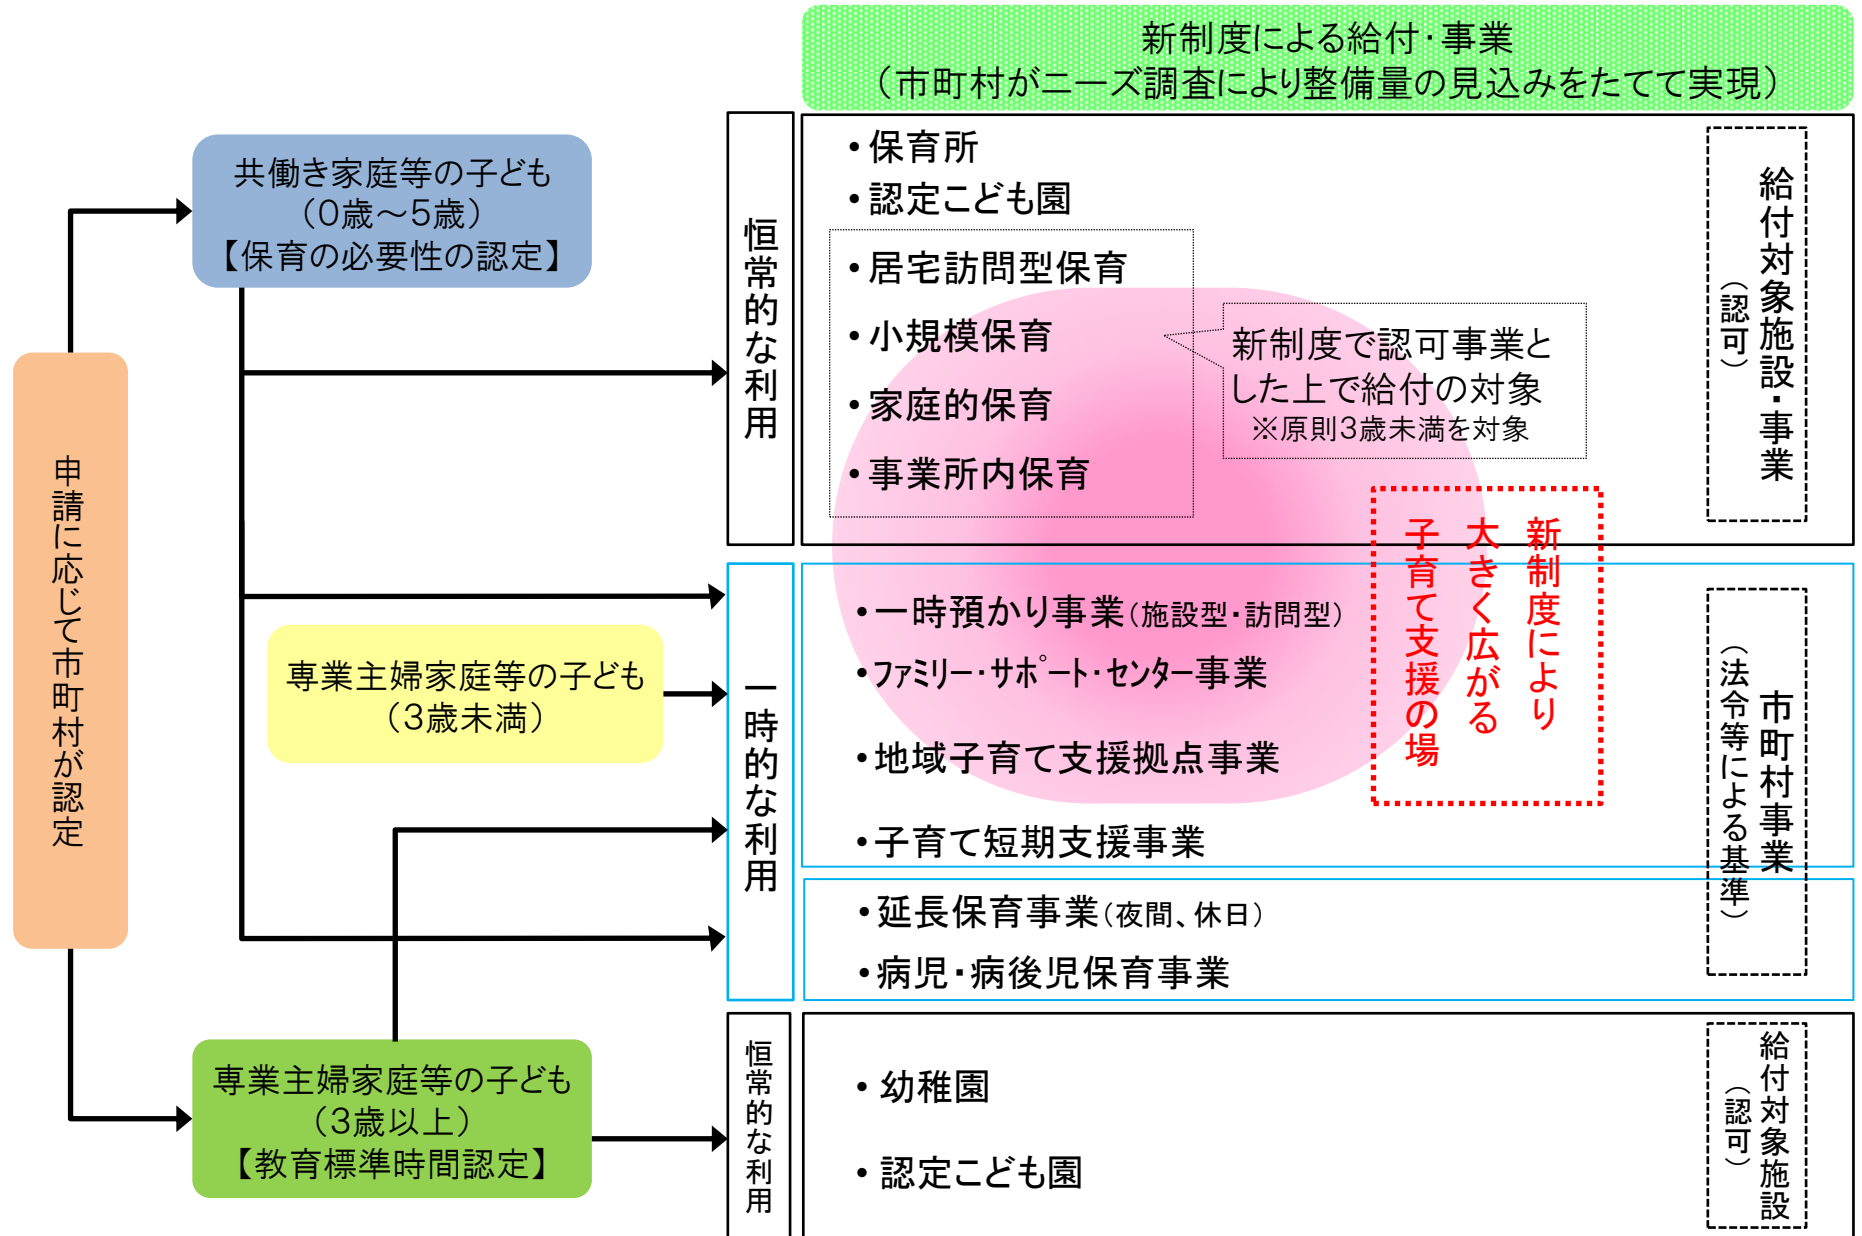 新制度による給付・事業
（市町村がニーズ調査により整備量の見込みをたてて実現）
申請に応じて市町村が認定
共働き家庭等の子ども
（0歳～5歳）
【保育の必要性の認定】
専業主婦家庭等の子ども
（3歳未満）
専業主婦家庭等の子ども
（3歳以上）
【教育標準時間認定】
恒常的な利用
・保育所
・認定こども園
・居宅訪問型保育
・小規模保育
・家庭的保育
・事業所内保育
新制度で認可事業と
した上で給付の対象
※原則3歳未満を対象
給付対象施設・事業
（認可）
新制度により
大きく広がる
子育て支援の場
一時的な利用
・一時預かり事業（施設型・訪問型）
・ﾌｧﾐﾘｰ・ｻﾎﾟｰﾄ・ｾﾝﾀｰ事業
・地域子育て支援拠点事業
・子育て短期支援事業
・延長保育事業（夜間、休日）
・病児・病後児保育事業
市町村事業
（法令等による基準）
恒常的な利用
・幼稚園
・認定こども園
給付対象施設
（認可）